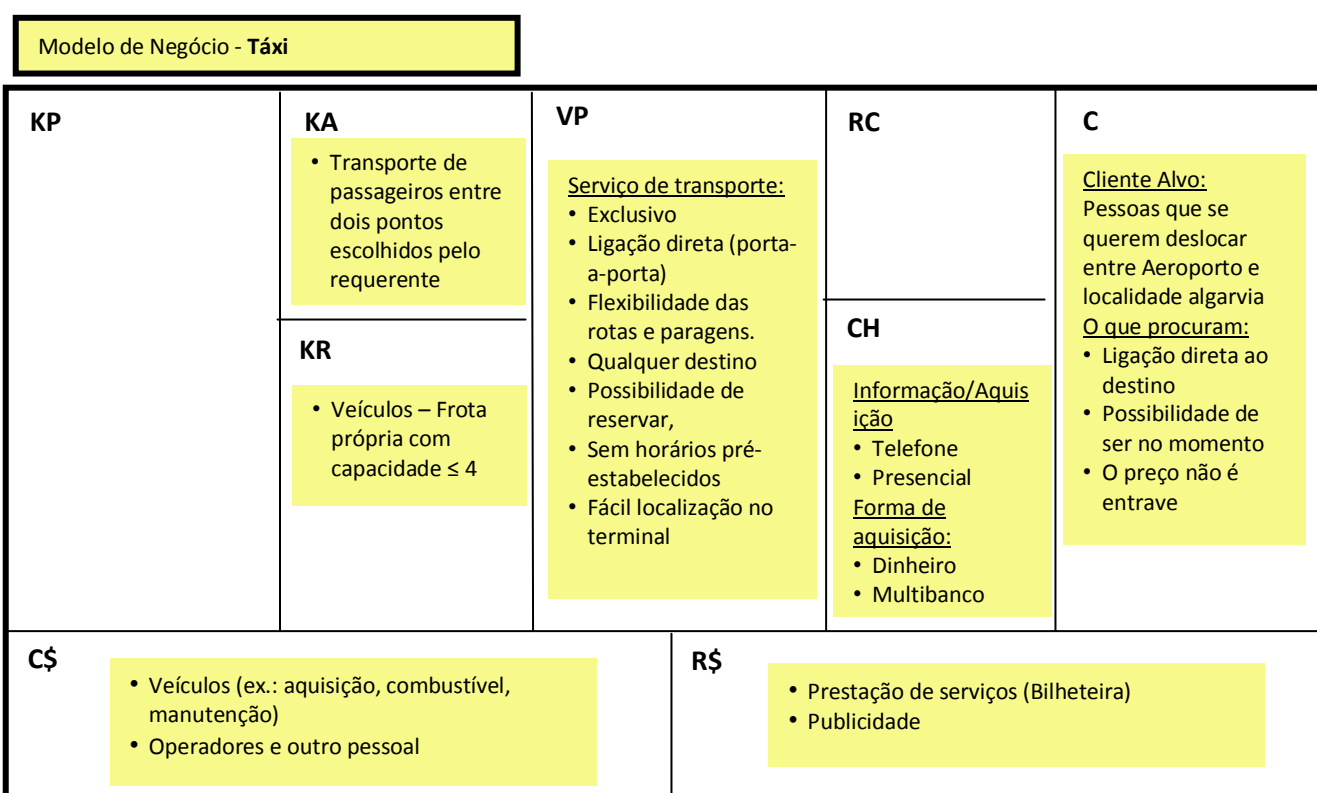 Modelo de Negócio - Táxi
KP
KA
• Transporte de
passageiros entre
dois pontos
escolhidos pelo
requerente
KR
• Veículos – Frota
própria com
capacidade ≤ 4
VP
Serviço de transporte:
• Exclusivo
• Ligação direta (porta-
a-porta)
• Flexibilidade das
rotas e paragens.
• Qualquer destino
• Possibilidade de
reservar,
• Sem horários pré-
estabelecidos
• Fácil localização no
terminal
RC
CH
Informação/Aquis
ição
• Telefone
• Presencial
Forma de
aquisição:
• Dinheiro
• Multibanco
C
Cliente Alvo:
Pessoas que se
querem deslocar
entre Aeroporto e
localidade algarvia
O que procuram:
• Ligação direta ao
destino
• Possibilidade de
ser no momento
• O preço não é
entrave
C$
• Veículos (ex.: aquisição, combustível,
manutenção)
• Operadores e outro pessoal
R$
• Prestação de serviços (Bilheteira)
• Publicidade